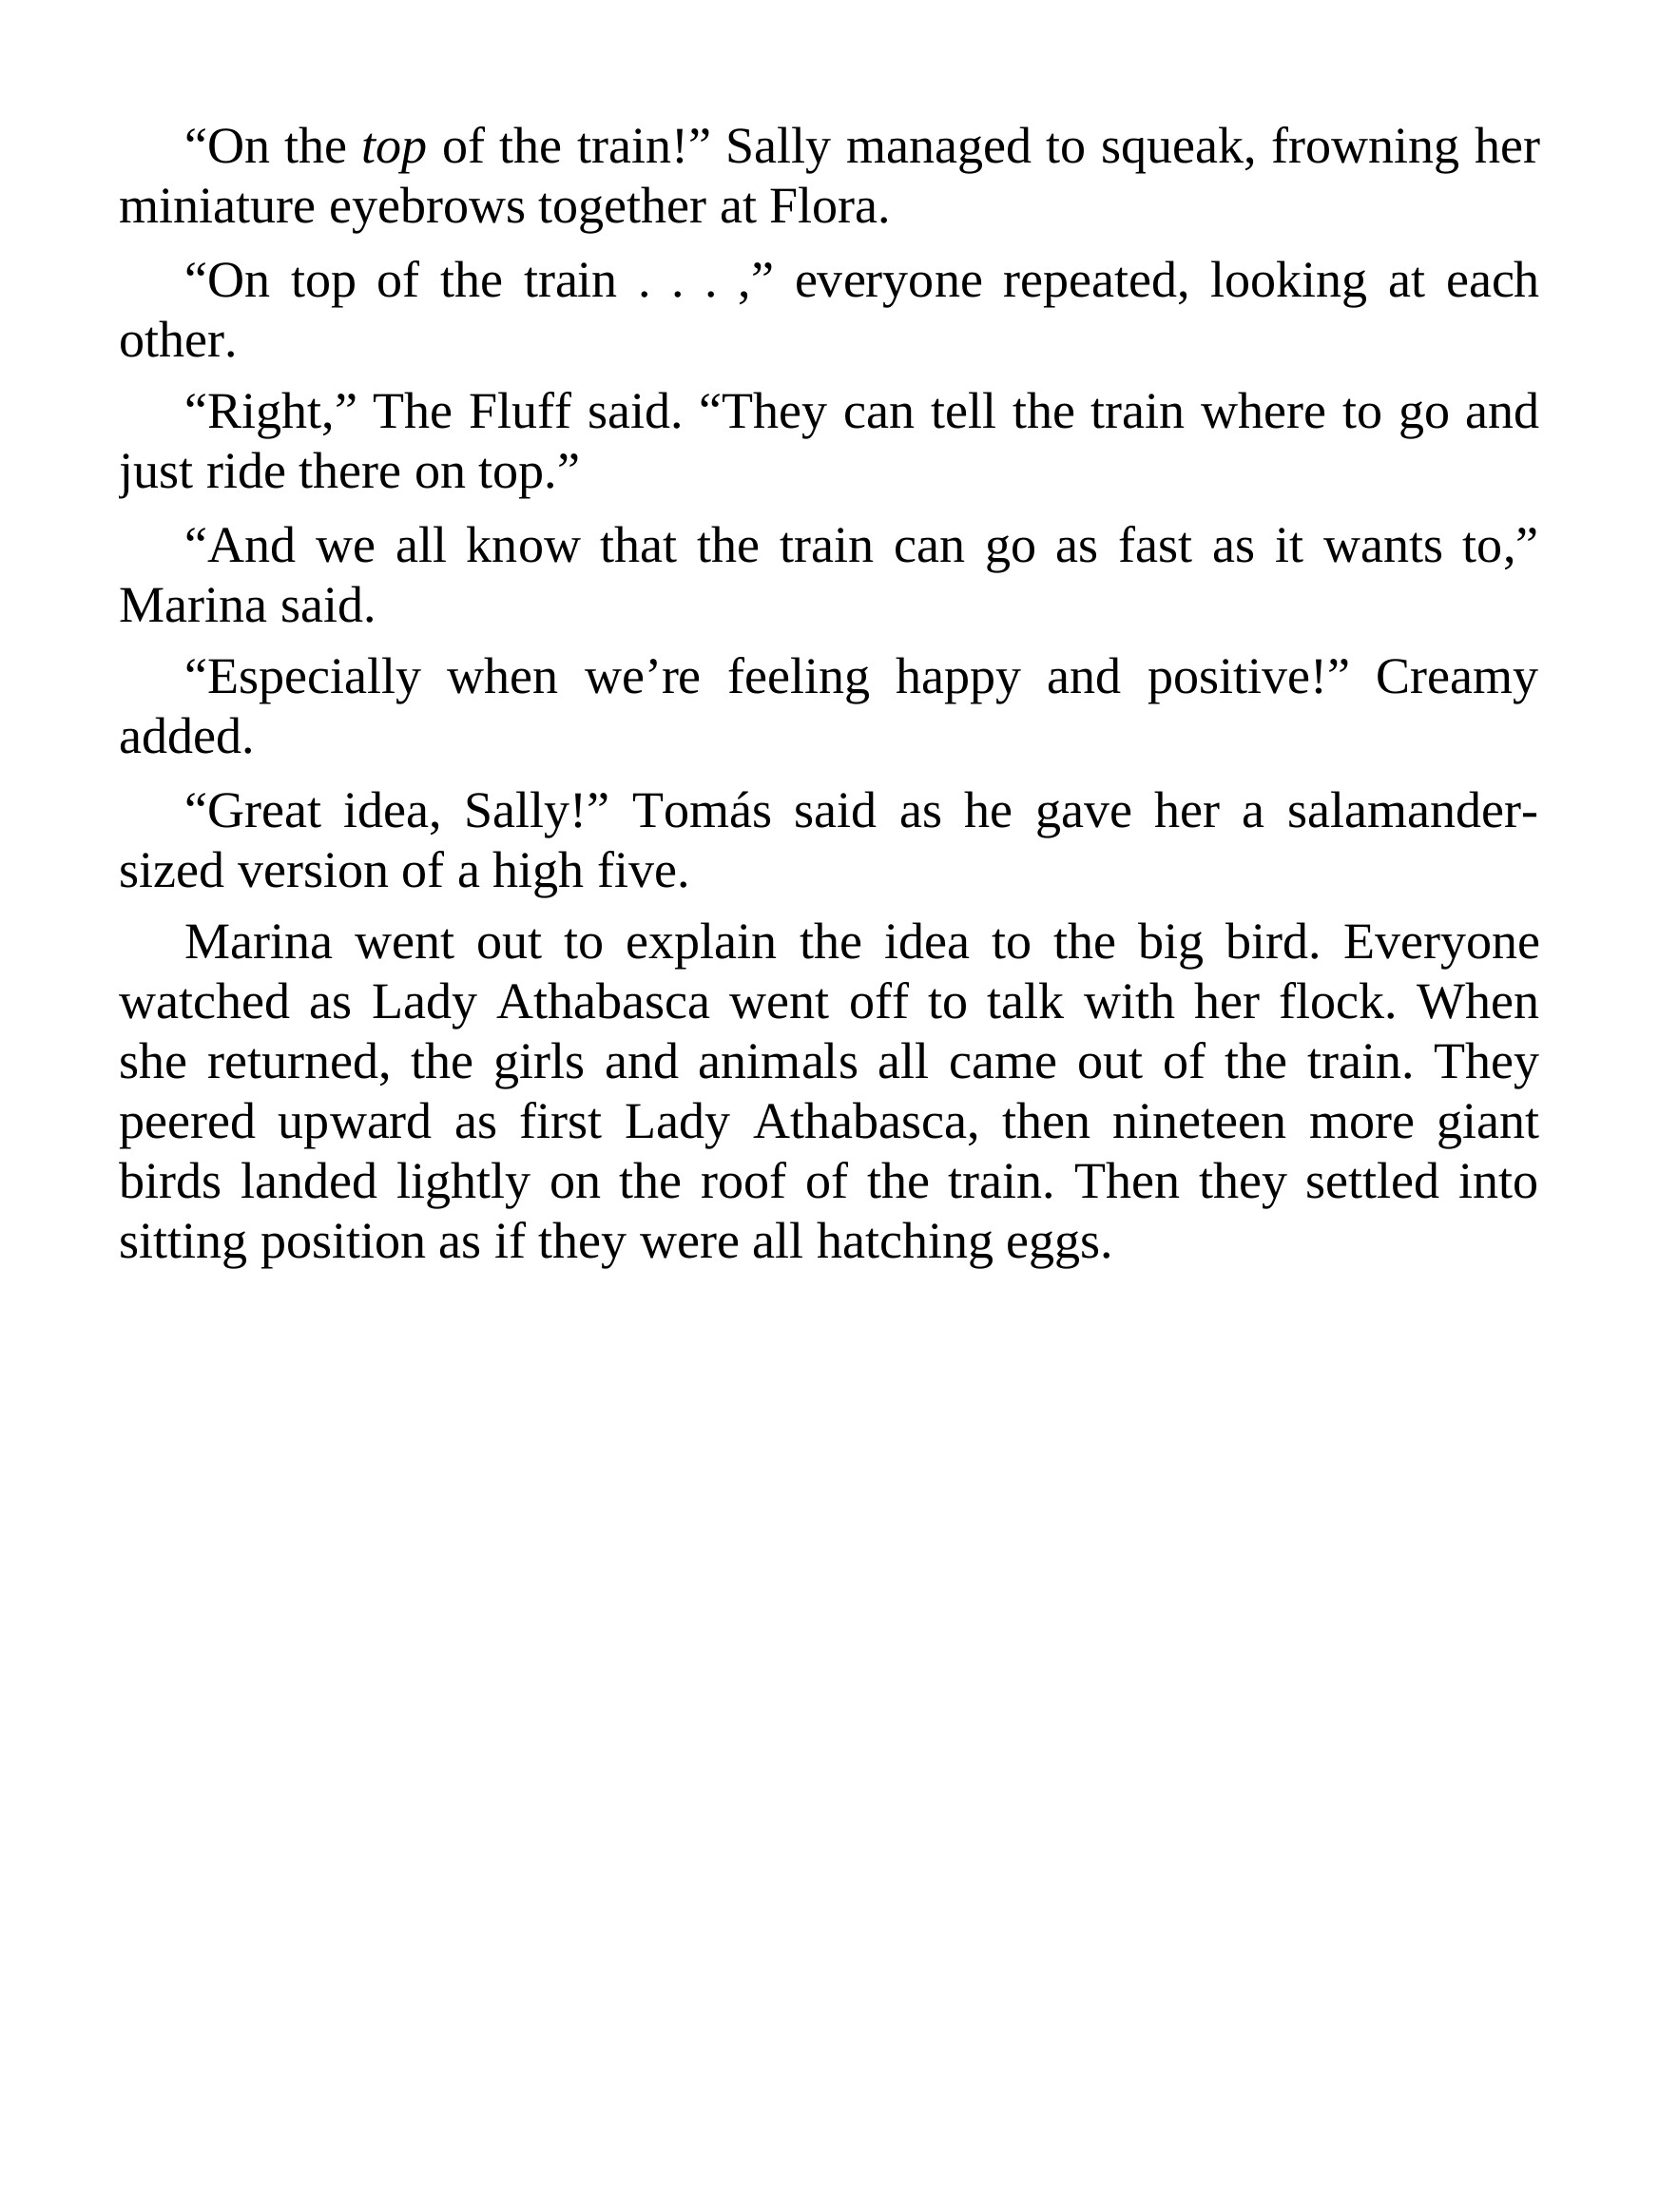 “On the top of the train!” Sally managed to squeak, frowning her
miniature eyebrows together at Flora.
“On top of the train . . . ,” everyone repeated, looking at each
other.
“Right,” The Fluff said. “They can tell the train where to go and
just ride there on top.”
“And we all know that the train can go as fast as it wants to,”
Marina said.
“Especially when we’re feeling happy and positive!” Creamy
added.
“Great idea, Sally!” Tomás said as he gave her a salamander-
sized version of a high five.
Marina went out to explain the idea to the big bird. Everyone
watched as Lady Athabasca went off to talk with her flock. When
she returned, the girls and animals all came out of the train. They
peered upward as first Lady Athabasca, then nineteen more giant
birds landed lightly on the roof of the train. Then they settled into
sitting position as if they were all hatching eggs.